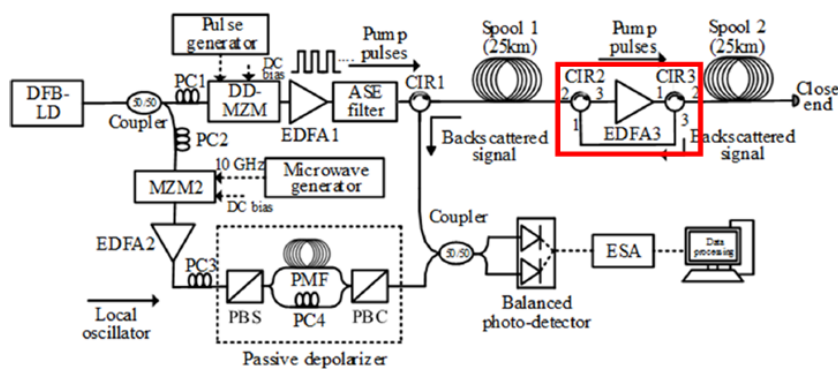 Pulse generator
DC bias
Pump pulses
Spool 1 (25km)
Pump pulses
Spool 2 (25km)
DFB-LD
50/50
Coupler
PC1
DD-MZM
EDFA1
ASE filter
CIR1
CIR2
2
3
1
EDFA3
CIR3
1
2
3
Close end
PC2
Backscattered signal
Backscattered signal
MZM2
10 GHz
DC bias
Microwave generator
EDFA2
PC3
Local oscillator
PBS
PMF
PC4
PBC
Passive depolarizer
Coupler
50/50
Balanced photo-detector
ESA
Data processing